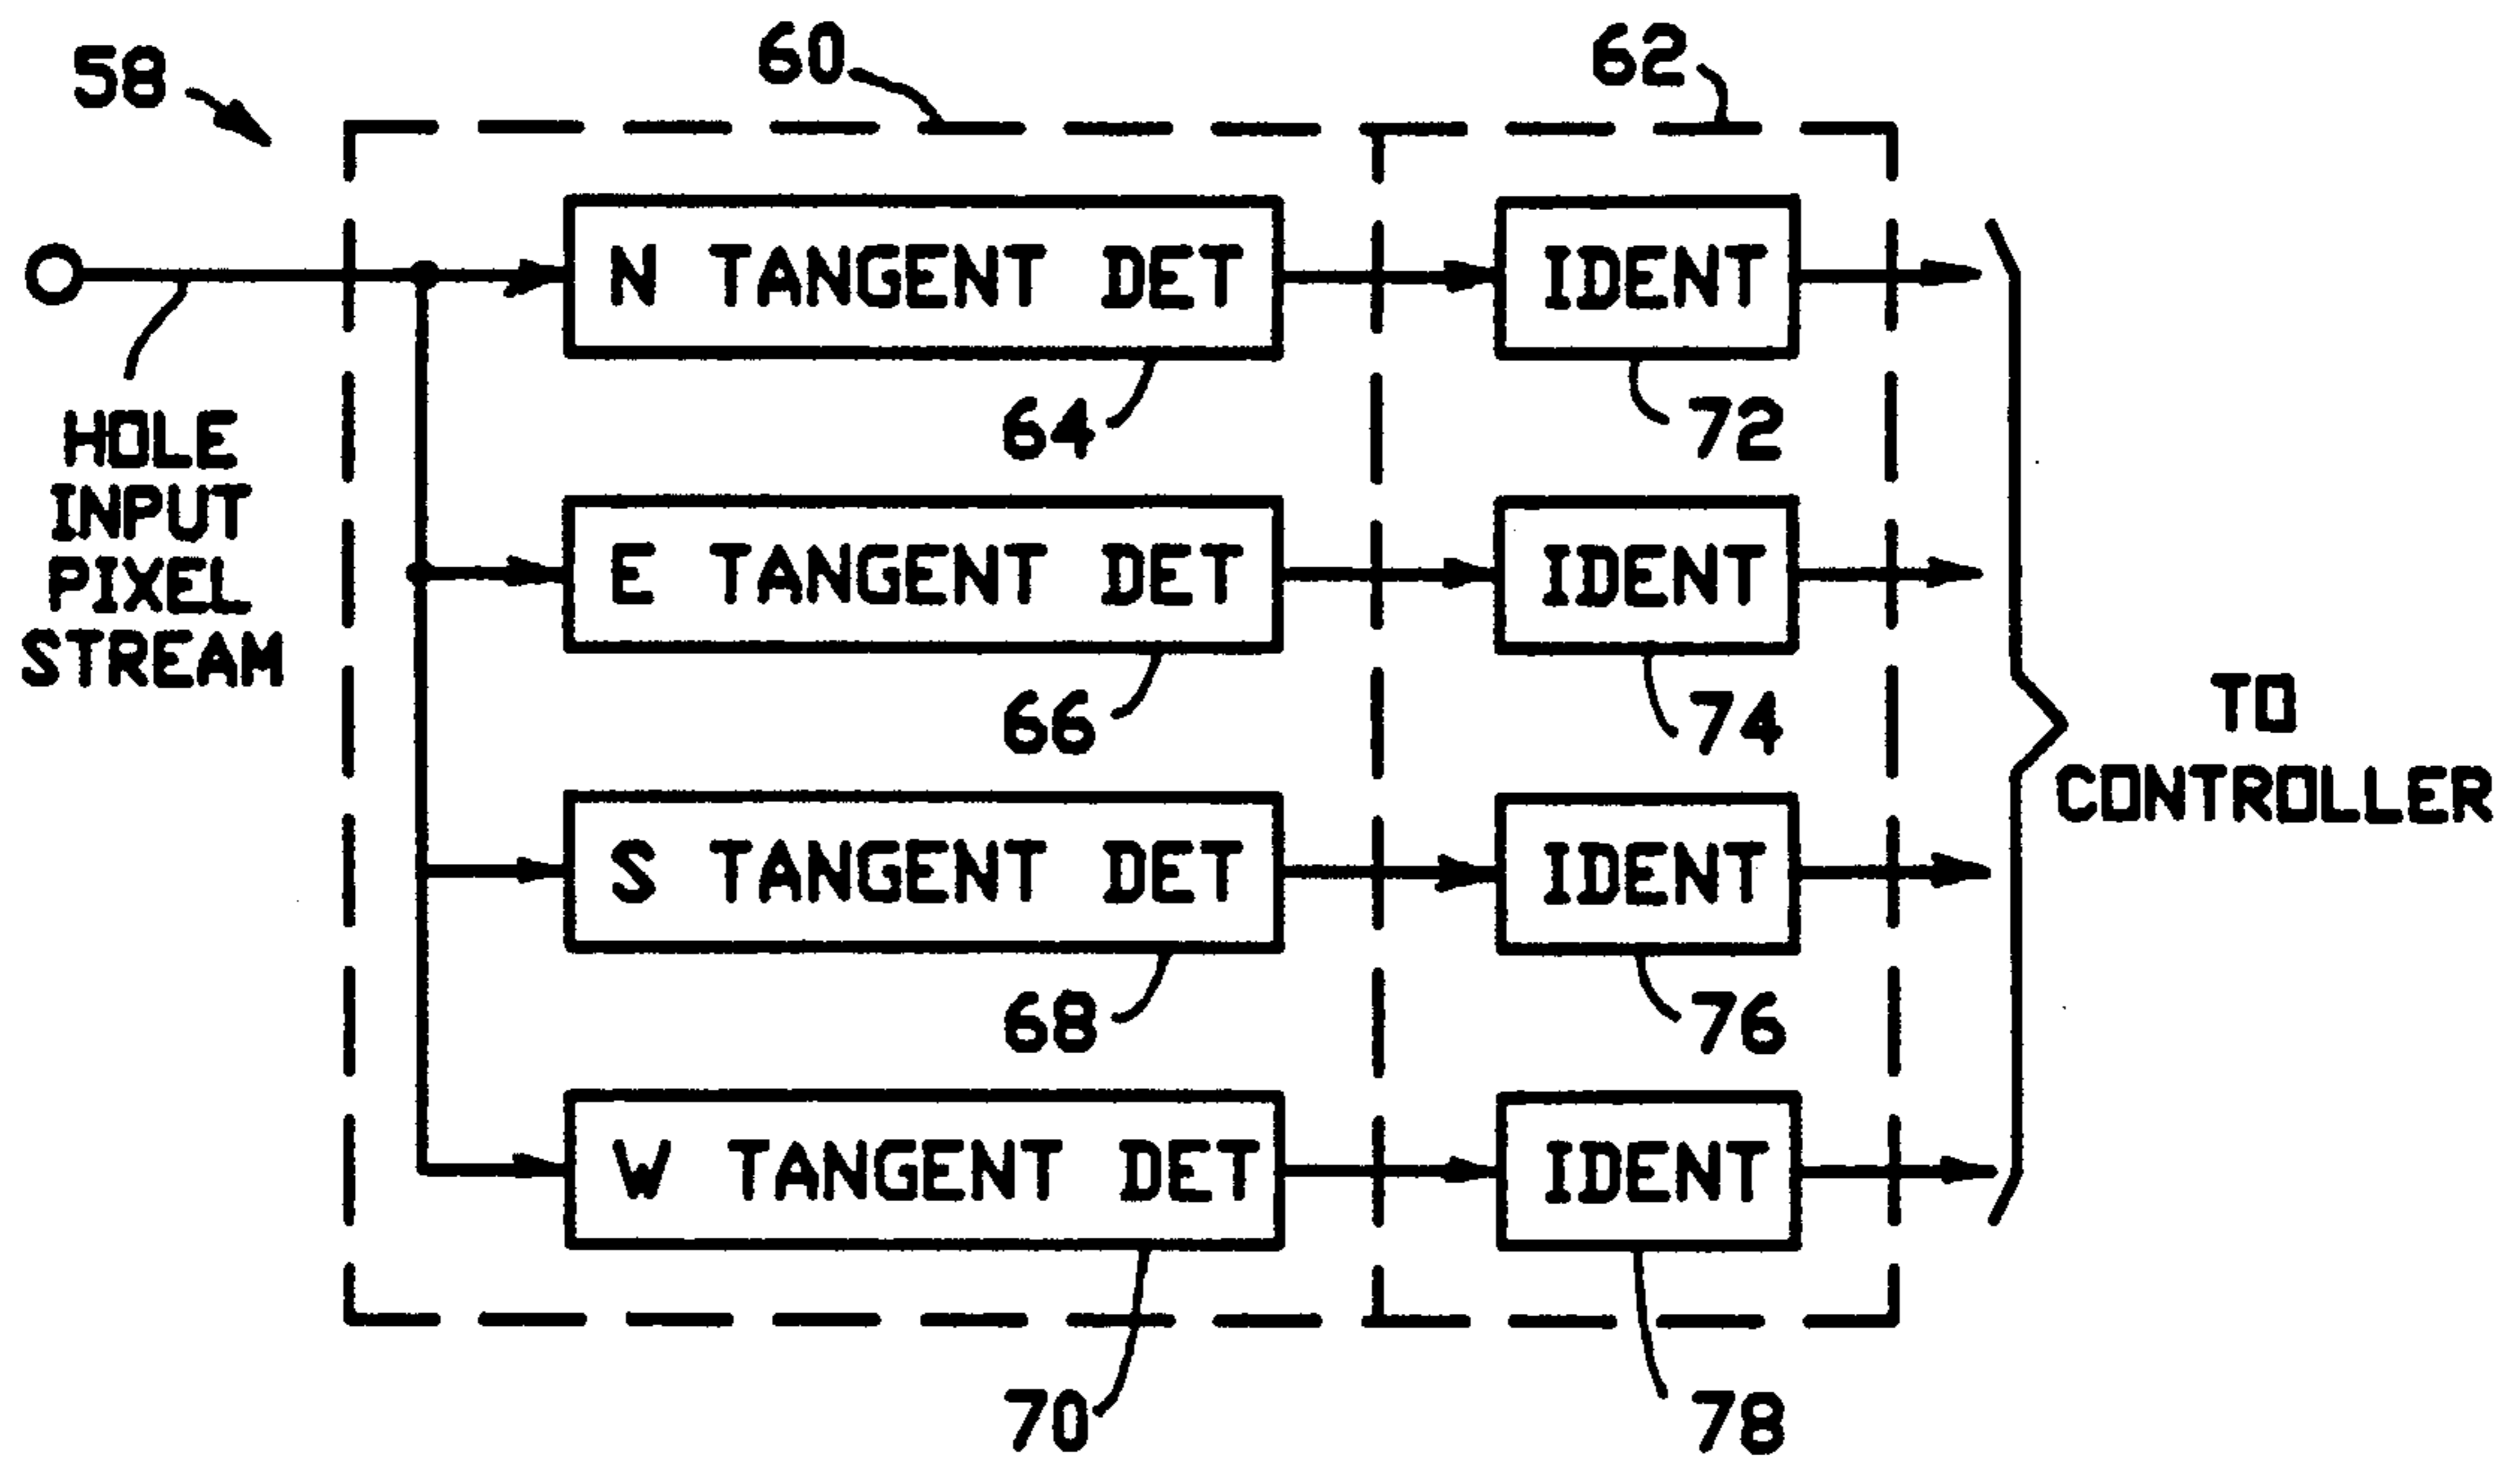 58
60
62
N TANGENT DET
IDENT
64
72
HOLE
INPUT
PIXEL
STREAM
E TANGENT DET
IDENT
66
74
TO
CONTROLLER
S TANGENT DET
IDENT
68
76
W TANGENT DET
IDENT
70
78